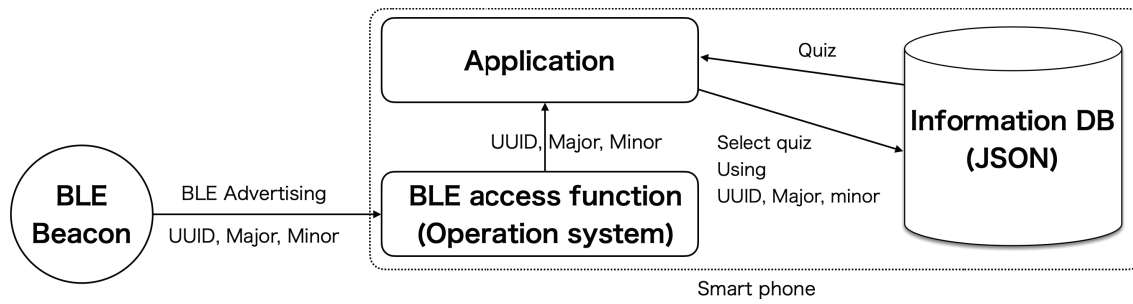 Application
Quiz
Information DB
(JSON)
UUID, Major, Minor
Select quiz
Using
UUID, Major, minor
BLE
Beacon
BLE Advertising
UUID, Major, Minor
BLE access function
(Operation system)
Smart phone